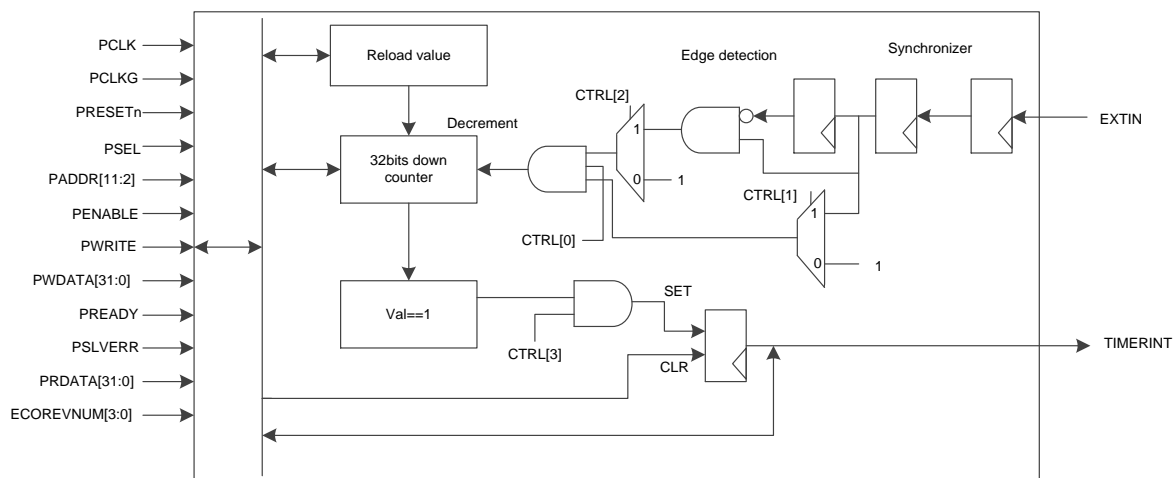 PCLK
PCLKG
PRESETn
PSEL
PADDR[11:2]
PENABLE
PWRITE
PWDATA[31:0]
PREADY
PSLVERR
PRDATA[31:0]
ECOREVNUM[3:0]
Reload value
Edge detection
Synchronizer
CTRL[2]
EXTIN
Decrement
1
32bits down
counter
0
1
CTRL[1]
1
CTRL[0]
0
1
Val==1
SET
CTRL[3]
TIMERINT
CLR